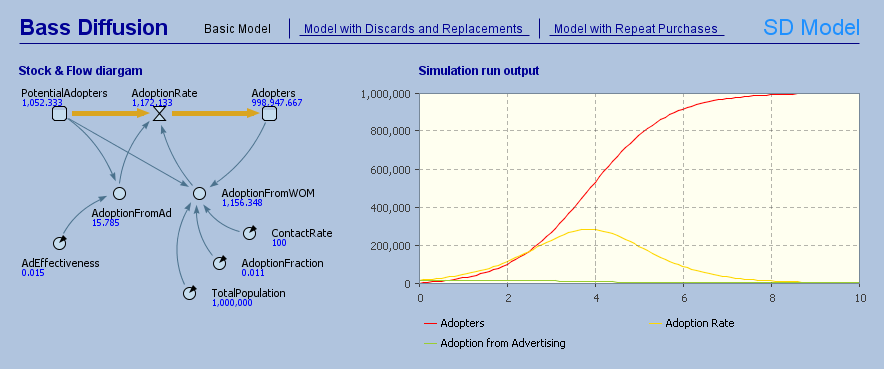 Bass Diffusion
Basic Model
Model with Discards and Replacements
Model with Repeat Purchases
SD Model
Stock & Flow diargam
Simulation run output
PotentialAdopters
1,052.333
AdoptionRate
1,172.133
Adopters
998,947.667
AdoptionFromWOM
1,156.348
AdoptionFromAd
15.785
ContactRate
100
AdEffectiveness
0.015
AdoptionFraction
0.011
TotalPopulation
1,000,000
1,000,000
800,000
600,000
400,000
200,000
0
0 2 4 6 8 10
Adopters
Adoption Rate
Adoption from Advertising